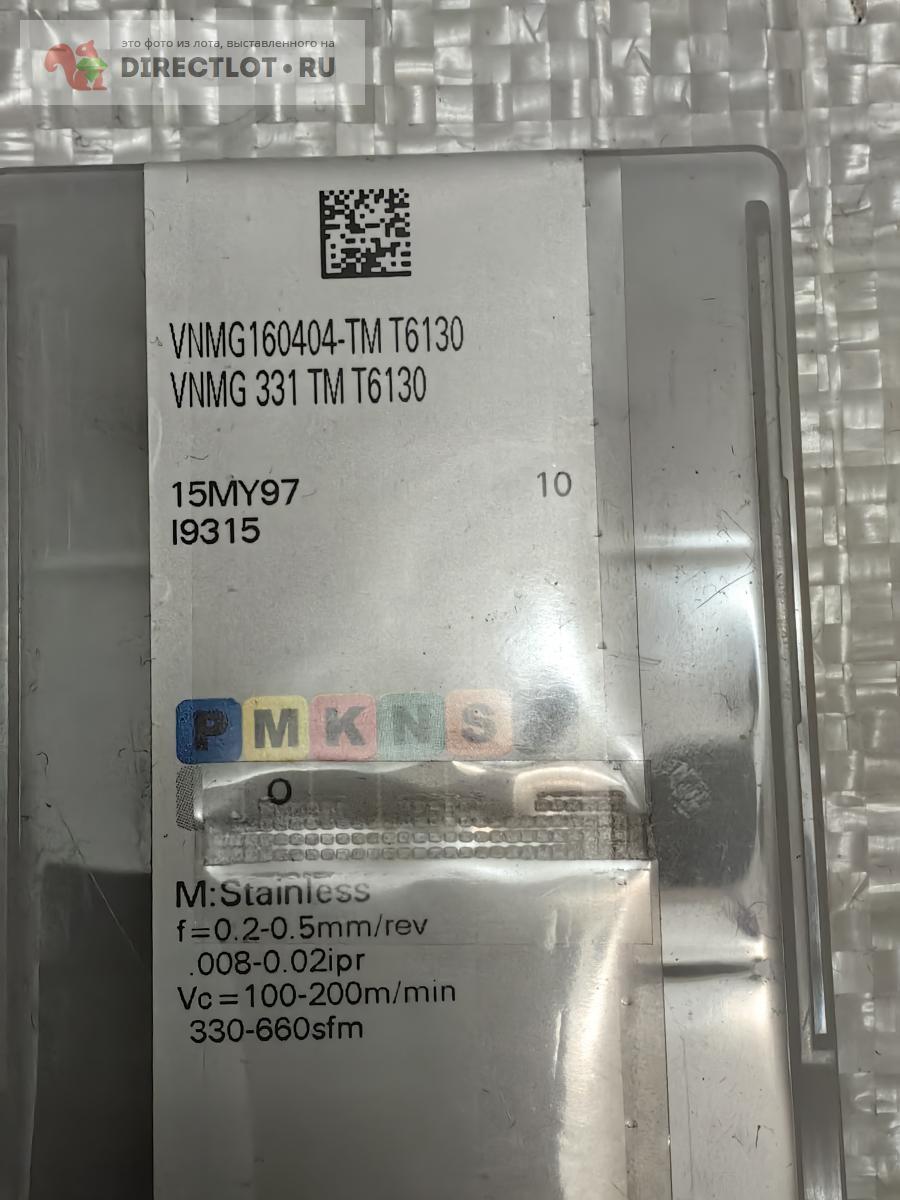 это фото из лота, выставленного на
DIRECTLOT.RU
VNMG160404-TM T6130
VNMG 331 TM T6130
15MY97 10
I9315
P M K N S
O
M:Stainless
f=0.2-0.5mm/rev
.008-0.02ipr
Vc=100-200m/min
330-660sfm